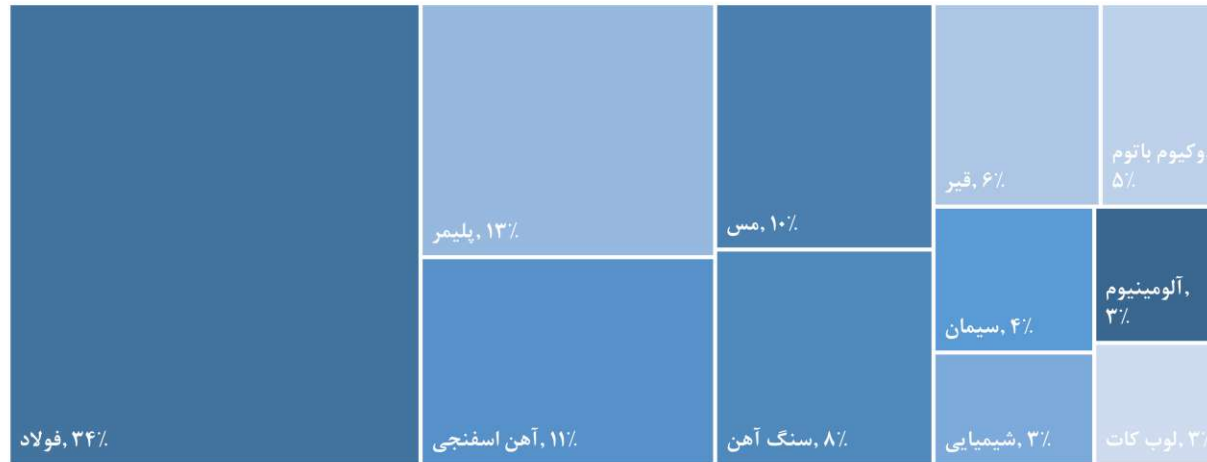 فولاد, ۳۴٪
پلیمر, ۱۳٪
آهن اسفنجی, ۱۱٪
مس, ۱۰٪
سنگ آهن, ۸٪
قیر, ۶٪
وکیوم باتوم,
۵٪
سیمان, ۴٪
آلومینیوم,
۳٪
شیمیایی, ۳٪
لوب کات, ۳٪